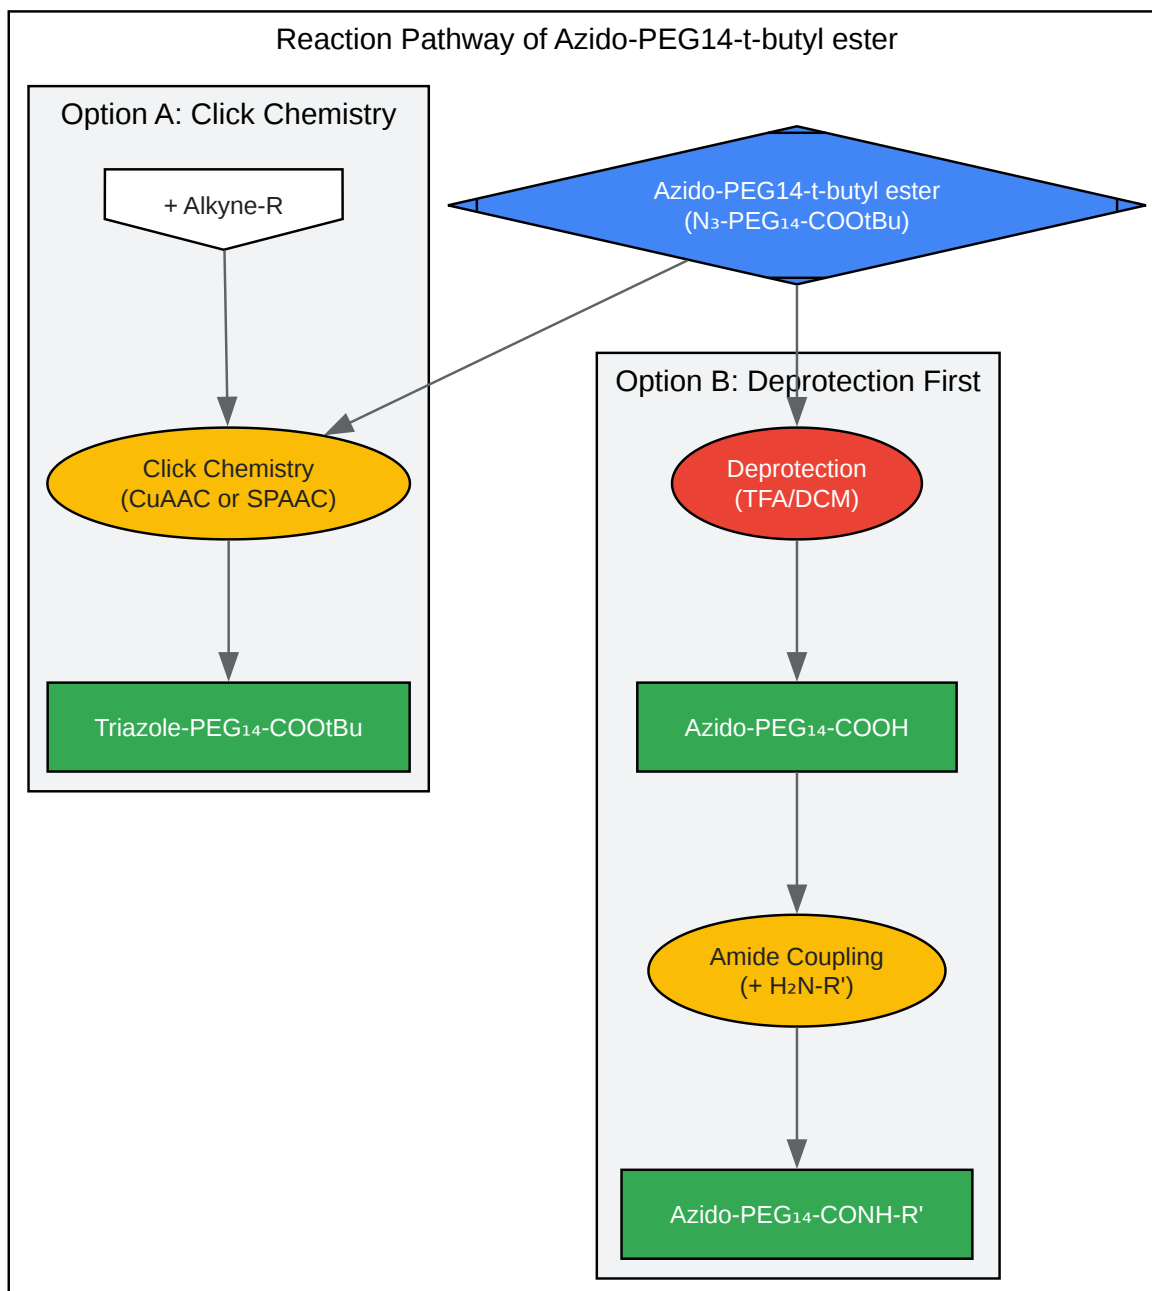 Reaction Pathway of Azido-PEG14-t-butyl ester
Option A: Click Chemistry
+ Alkyne-R
Azido-PEG14-t-butyl ester
(N₃-PEG₁₄-COOtBu)
Option B: Deprotection First
Click Chemistry
(CuAAC or SPAAC)
Deprotection
(TFA/DCM)
Triazole-PEG₁₄-COOtBu
Azido-PEG₁₄-COOH
Amide Coupling
(+ H₂N-R')
Azido-PEG₁₄-CONH-R'